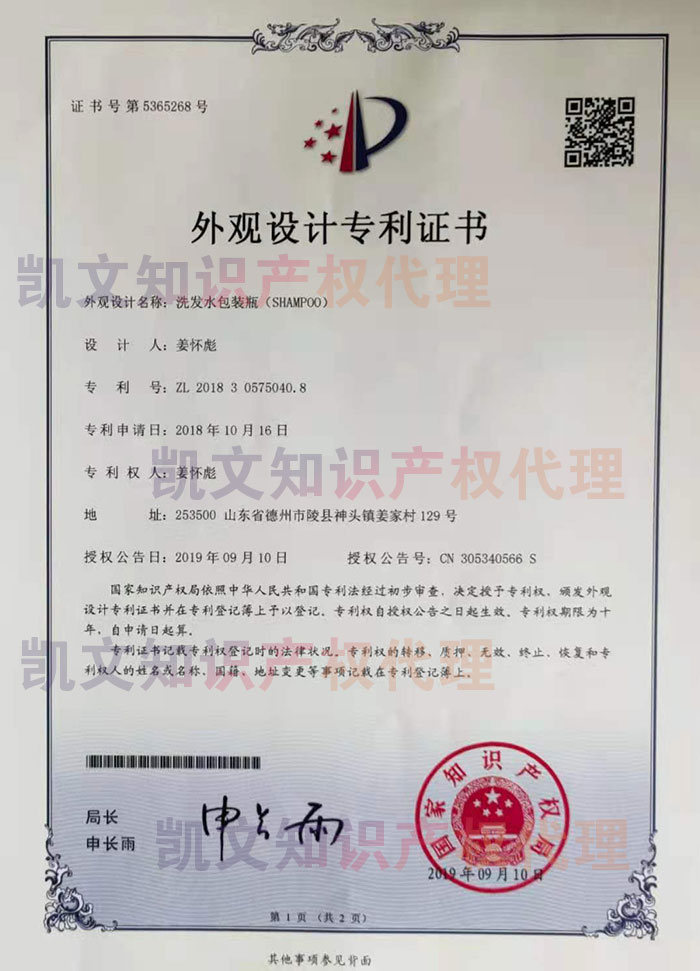 证书号第5365268号
外观设计专利证书
凯文知识产权代理
外观设计名称：洗发水包装瓶（SHAMPOO）
设计人：姜怀彪
专利号：ZL 2018 3 0575040.8
专利申请日：2018年10月16日
凯文知识产权代理
专利权人：姜怀彪
地址：253500 山东省德州市陵县神头镇姜家村129号
授权公告日：2019年09月10日 授权公告号：CN 305340566 S
国家知识产权局依照中华人民共和国专利法经过初步审查，决定授予专利权，颁发外观
设计专利证书并在专利登记簿上予以登记。专利权自授权公告之日起生效。专利权期限为十
年，自申请日起算。
专利证书记载专利权登记时的法律状况。专利权的转移、质押、无效、终止、恢复和专
利权人的姓名或名称、国籍、地址变更等事项记载在专利登记簿上。
凯文知识产权代理
局长
申长雨
申长雨
国家知识产权局
凯文知识产权代理
2019年09月10日
第1页（共2页）
其他事项参见背面